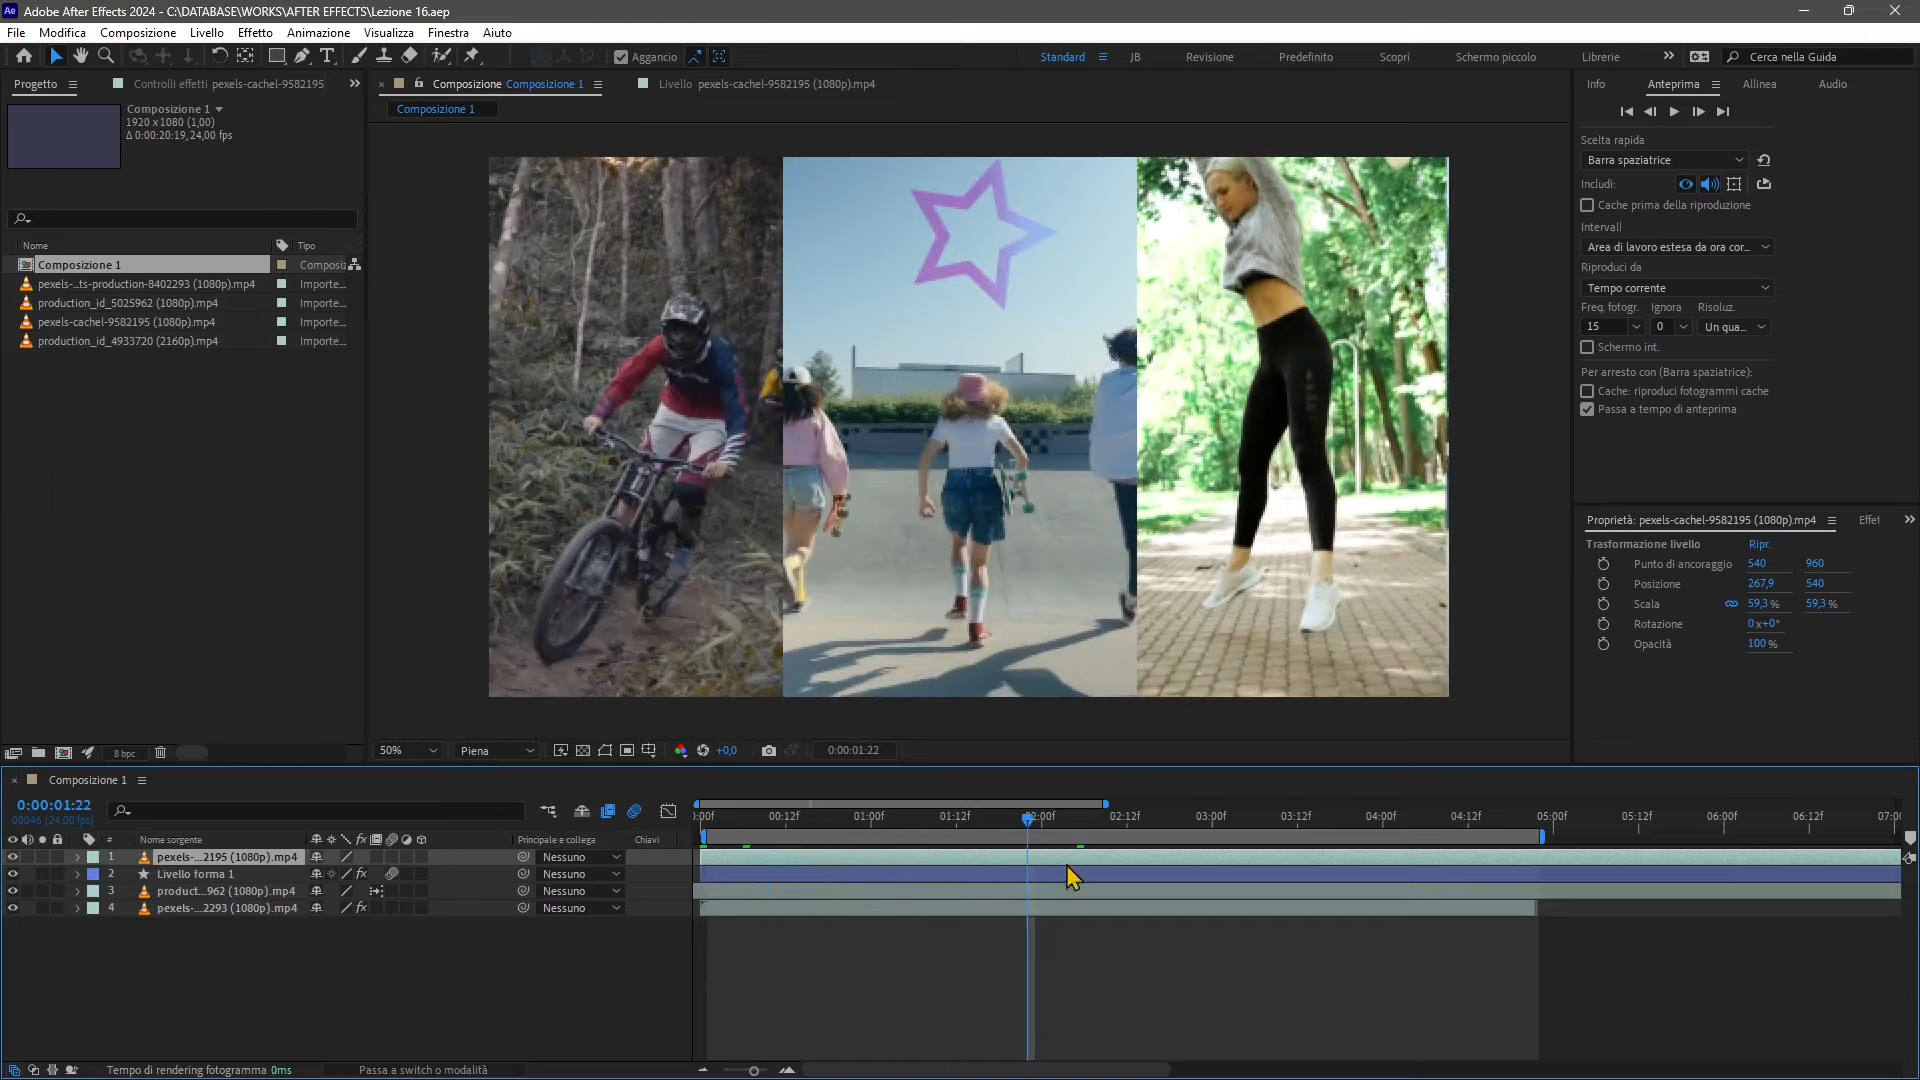 Adobe After Effects 2024 - C:\DATABASE\WORKS\AFTER EFFECTS\Lezione 16.aep
File Modifica Composizione Livello Effetto Animazione Visualizza Finestra Aiuto
Aggancio
Standard JB Revisione Predefinito Scopri Schermo piccolo Librerie Cerca nella Guida
Progetto Controlli effetti pexels-cachel-9582195
Composizione Composizione 1
Livello pexels-cachel-9582195 (1080p).mp4
Info Anteprima Allinea Audio
Composizione 1
1920 x 1080 (1,00)
Δ 0:00:20:19, 24,00 fps
Composizione 1
Scelta rapida
Barra spaziatrice
Includi:
Cache prima della riproduzione
Intervall
Area di lavoro estesa da ora cor...
Riproduci da
Tempo corrente
Freq. fotogr. Ignora Risoluz.
15 0 Un qua...
Schermo int.
Per arresto con (Barra spaziatrice):
Cache: riproduci fotogrammi cache
Passa a tempo di anteprima
Nome Tipo
Composizione 1 Composiz
pexels-...ts-production-8402293 (1080p).mp4 Importe...
production_id_5025962 (1080p).mp4 Importe...
pexels-cachel-9582195 (1080p).mp4 Importe...
production_id_4933720 (2160p).mp4 Importe...
Proprietà: pexels-cachel-9582195 (1080p).mp4 Effet
Trasformazione livello Ripr.
Punto di ancoraggio 540 960
Posizione 267,9 540
Scala 59,3 % 59,3 %
Rotazione 0x+0°
Opacità 100 %
8 bpc
50% Piena +0,0 0:00:01:22
Composizione 1
0:00:01:22
00046 (24.00 fps)
# Nome sorgente Principale e collega Chiavi
1 pexels-...2195 (1080p).mp4 Nessuno
2 Livello forma 1 Nessuno
3 product...962 (1080p).mp4 Nessuno
4 pexels-...2293 (1080p).mp4 Nessuno
):00f 00:12f 01:00f 01:12f 02:00f 02:12f 03:00f 03:12f 04:00f 04:12f 05:00f 05:12f 06:00f 06:12f 07:00
Tempo di rendering fotogramma 0ms Passa a switch o modalità